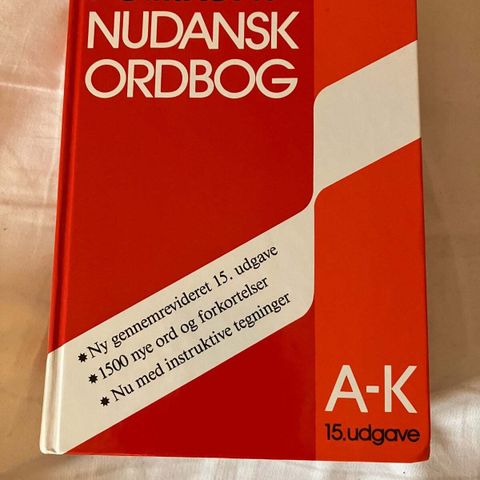 NUDANSK
ORDBOG
* Ny gennemrevideret 15. udgave
* 1500 nye ord og forkortelser
* Nu med instruktive tegninger
A-K
15. udgave